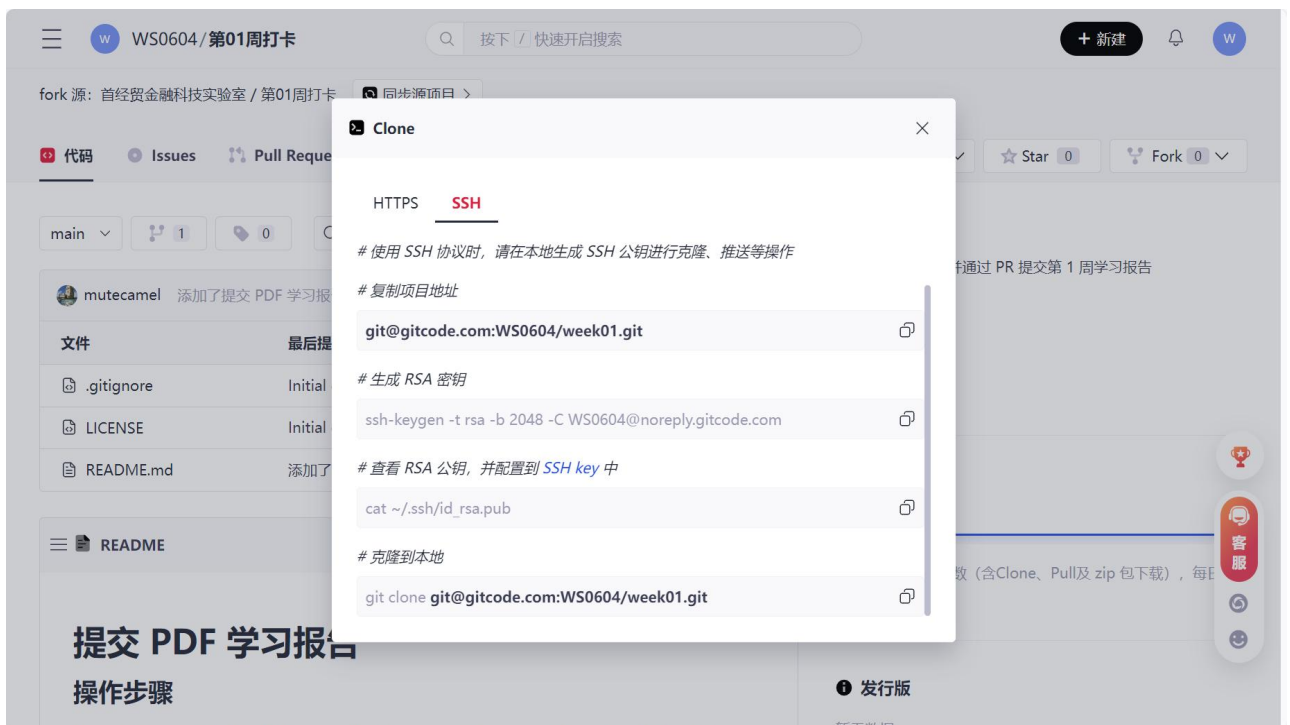 W WS0604/第01周打卡 按下 / 快速开启搜索 + 新建 W
fork 源：首经贸金融科技实验室 / 第01周打卡 同步源项目 >
Clone
代码 Issues Pull Reque Star 0 Fork 0
HTTPS SSH
main 1 0
# 使用 SSH 协议时，请在本地生成 SSH 公钥进行克隆、推送等操作
通过 PR 提交第 1 周学习报告
mutecamel 添加了提交 PDF 学习报
# 复制项目地址
git@gitcode.com:WS0604/week01.git
文件 最后提
# 生成 RSA 密钥
.gitignore Initial
ssh-keygen -t rsa -b 2048 -C WS0604@noreply.gitcode.com
LICENSE Initial
README.md 添加了
# 查看 RSA 公钥，并配置到 SSH key 中
cat ~/.ssh/id_rsa.pub
客服
README
# 克隆到本地
数（含Clone、Pull及 zip 包下载），每日
git clone git@gitcode.com:WS0604/week01.git
提交 PDF 学习报告
操作步骤
发行版